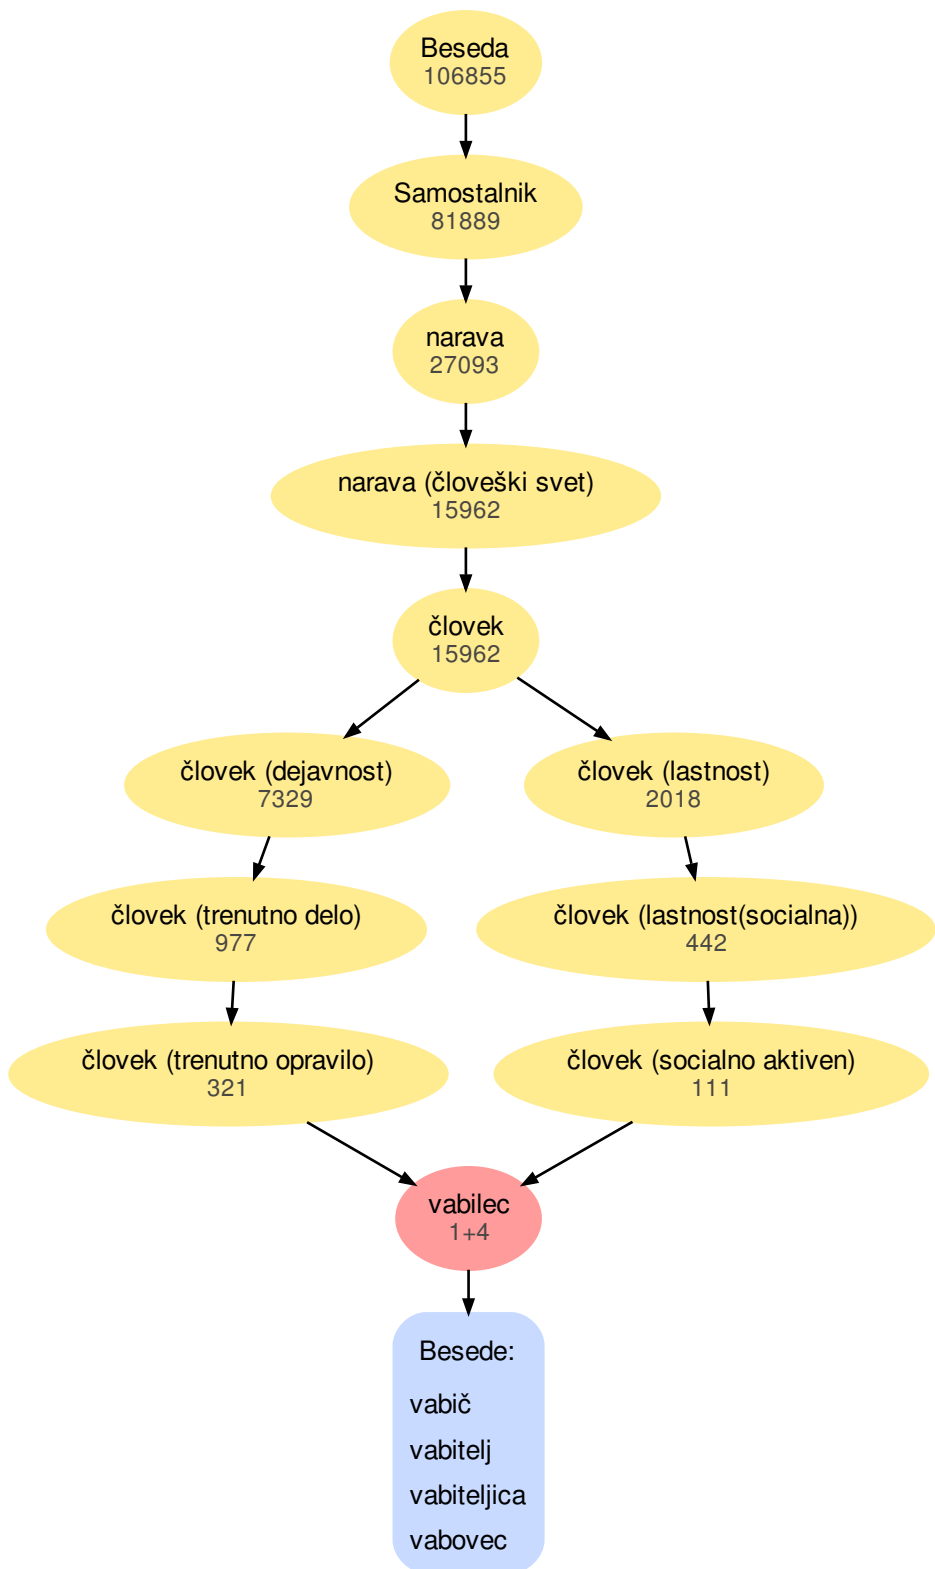 Beseda
106855
Samostalnik
81889
narava
27093
narava (človeški svet)
15962
človek
15962
človek (dejavnost)
7329
človek (lastnost)
2018
človek (trenutno delo)
977
človek (lastnost(socialna))
442
človek (trenutno opravilo)
321
človek (socialno aktiven)
111
vabilec
1+4
Besede:
vabič
vabitelj
vabiteljica
vabovec